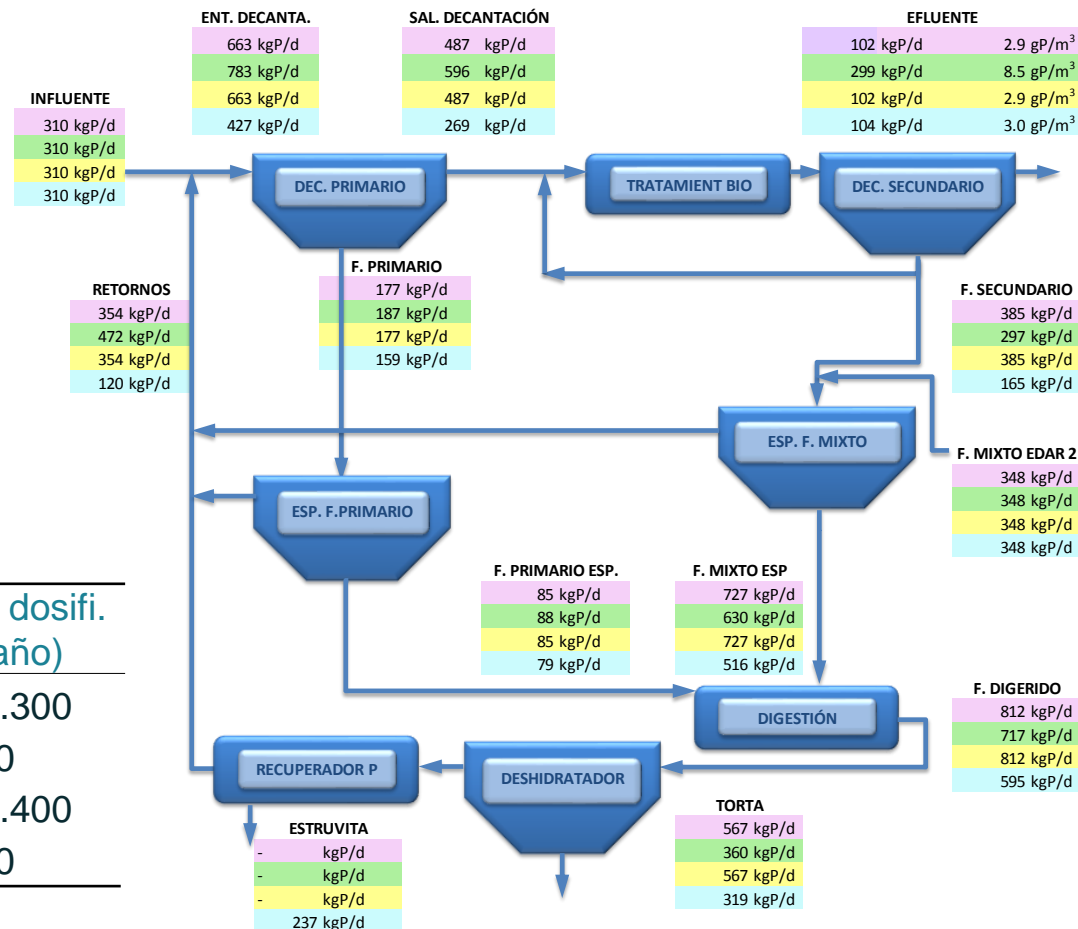 ENT. DECANTA.
663 kgP/d
783 kgP/d
663 kgP/d
427 kgP/d
SAL. DECANTACIÓN
487 kgP/d
596 kgP/d
487 kgP/d
269 kgP/d
EFLUENTE
102 kgP/d 2.9 gP/m³
299 kgP/d 8.5 gP/m³
102 kgP/d 2.9 gP/m³
104 kgP/d 3.0 gP/m³
INFLUENTE
310 kgP/d
310 kgP/d
310 kgP/d
310 kgP/d
DEC. PRIMARIO
TRATAMIENT BIO
DEC. SECUNDARIO
F. PRIMARIO
177 kgP/d
187 kgP/d
177 kgP/d
159 kgP/d
RETORNOS
354 kgP/d
472 kgP/d
354 kgP/d
120 kgP/d
F. SECUNDARIO
385 kgP/d
297 kgP/d
385 kgP/d
165 kgP/d
ESP. F. MIXTO
F. MIXTO EDAR 2
348 kgP/d
348 kgP/d
348 kgP/d
348 kgP/d
ESP. F.PRIMARIO
F. PRIMARIO ESP.
85 kgP/d
88 kgP/d
85 kgP/d
79 kgP/d
F. MIXTO ESP
727 kgP/d
630 kgP/d
727 kgP/d
516 kgP/d
dosifi.
año)
.300
0
.400
0
DIGESTIÓN
F. DIGERIDO
812 kgP/d
717 kgP/d
812 kgP/d
595 kgP/d
RECUPERADOR P
DESHIDRATADOR
TORTA
567 kgP/d
360 kgP/d
567 kgP/d
319 kgP/d
ESTRUVITA
- kgP/d
- kgP/d
- kgP/d
237 kgP/d